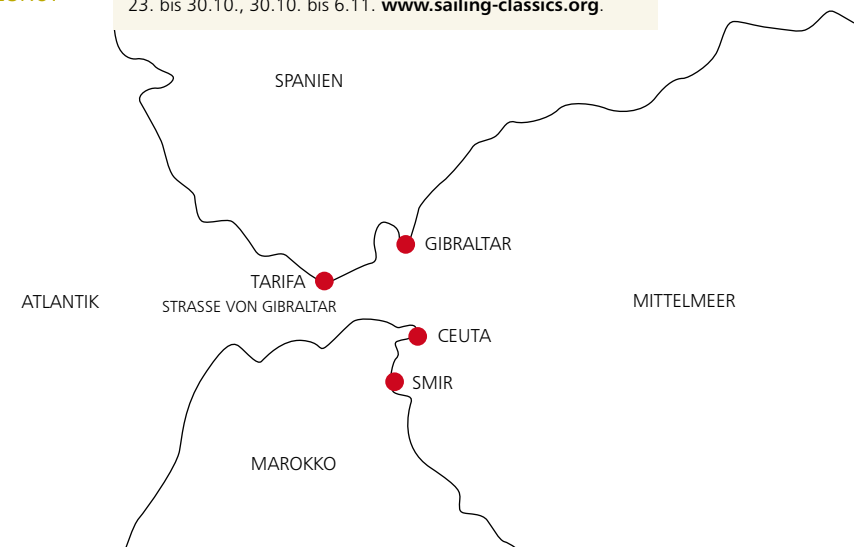 23. bis 30.10., 30.10. bis 6.11. www.sailing-classics.org.
SPANIEN
GIBRALTAR
TARIFA
ATLANTIK
STRASSE VON GIBRALTAR
MITTELMEER
CEUTA
SMIR
MAROKKO